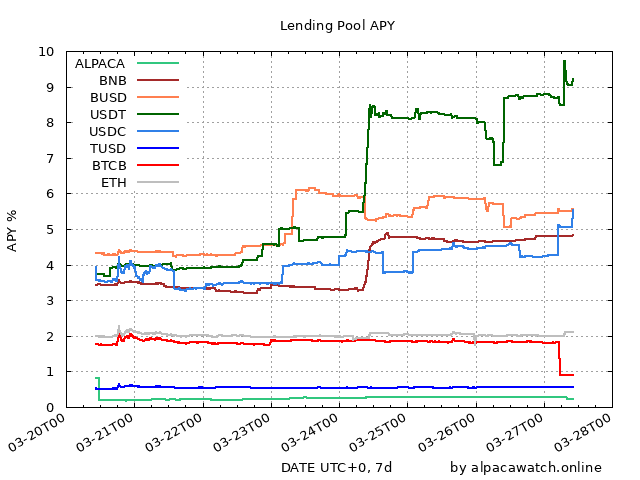 Lending Pool APY
APY %
10
9
8
7
6
5
4
3
2
1
0
ALPACA
BNB
BUSD
USDT
USDC
TUSD
BTCB
ETH
03-20T00
03-21T00
03-22T00
03-23T00
03-24T00
03-25T00
03-26T00
03-27T00
03-28T00
DATE UTC+0, 7d
by alpacawatch.online